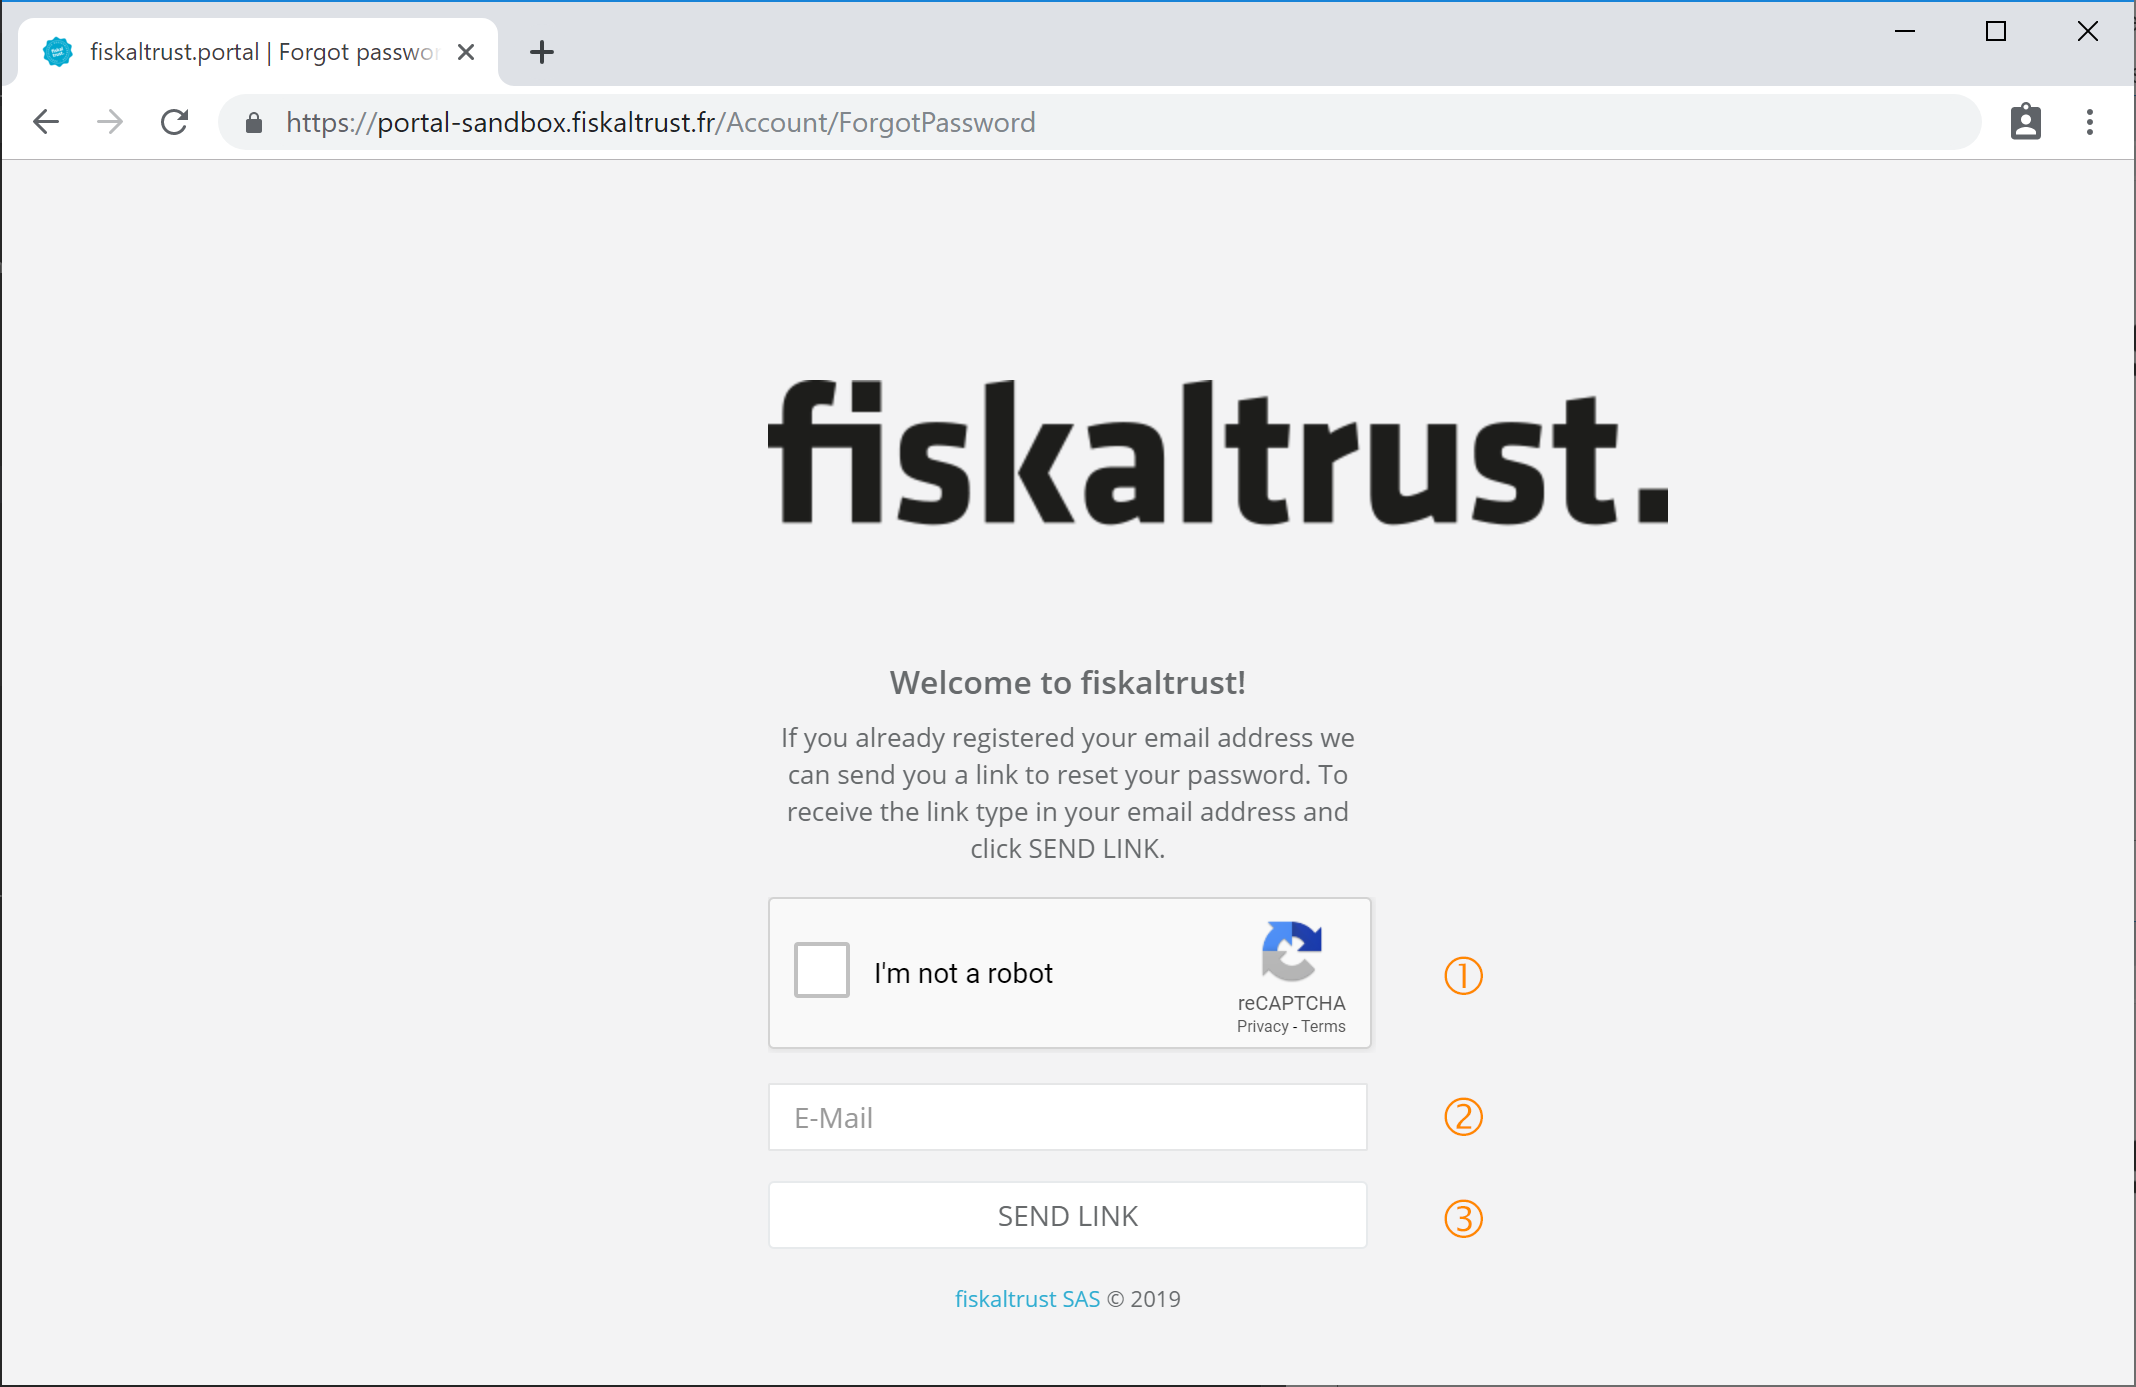 fiskaltrust.portal | Forgot passwor
https://portal-sandbox.fiskaltrust.fr/Account/ForgotPassword
fiskaltrust.
Welcome to fiskaltrust!
If you already registered your email address we
can send you a link to reset your password. To
receive the link type in your email address and
click SEND LINK.
I'm not a robot
reCAPTCHA
Privacy - Terms
①
E-Mail
②
SEND LINK
③
fiskaltrust SAS © 2019